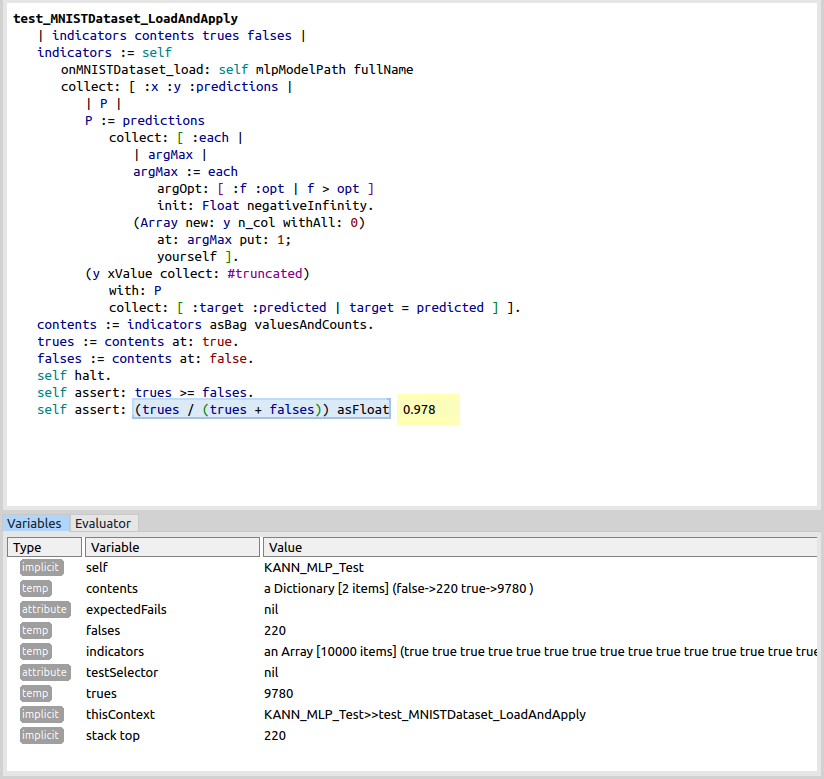 test_MNISTDataset_LoadAndApply
| indicators contents trues falses |
indicators := self
onMNISTDataset_load: self mlpModelPath fullName
collect: [ :x :y :predictions |
| P |
P := predictions
collect: [ :each |
| argMax |
argMax := each
argOpt: [ :f :opt | f > opt ]
init: Float negativeInfinity.
(Array new: y n_col withAll: 0)
at: argMax put: 1;
yourself ].
(y xValue collect: #truncated)
with: P
collect: [ :target :predicted | target = predicted ] ].
contents := indicators asBag valuesAndCounts.
trues := contents at: true.
falses := contents at: false.
self halt.
self assert: trues >= falses.
self assert: (trues / (trues + falses)) asFloat 0.978
Variables Evaluator
Type Variable Value
implicit self KANN_MLP_Test
temp contents a Dictionary [2 items] (false->220 true->9780 )
attribute expectedFails nil
temp falses 220
temp indicators an Array [10000 items] (true true true true true true true true true true true true true true true
attribute testSelector nil
temp trues 9780
implicit thisContext KANN_MLP_Test>>test_MNISTDataset_LoadAndApply
implicit stack top 220